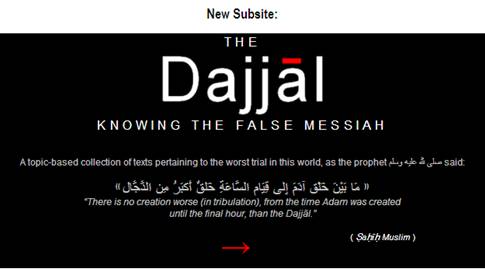 New Subsite:
THE
Dajjāl
KNOWING THE FALSE MESSIAH
A topic-based collection of texts pertaining to the worst trial in this world, as the prophet صلى الله عليه وسلم said:
« مَا بَيْنَ خَلْقِ آدَمَ إِلَى قِيَامِ السَّاعَةِ خَلْقٌ أَكْبَرُ مِن الدَّجَّالِ »
"There is no creation worse (in tribulation), from the time Adam was created
until the final hour, than the Dajjāl."
( Ṣaḥīḥ Muslim )